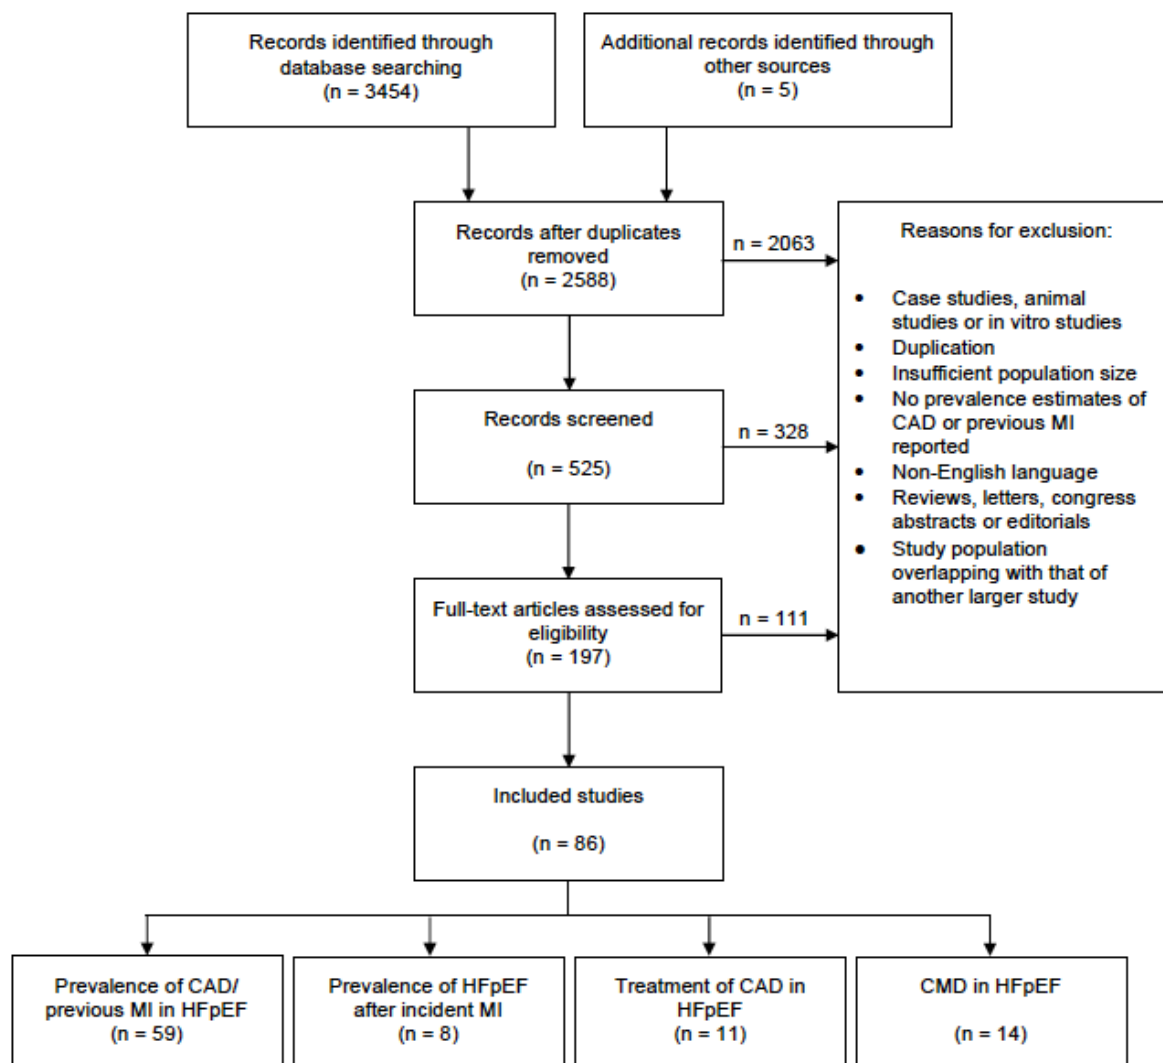 Records identified through
database searching
(n = 3454)
Additional records identified through
other sources
(n = 5)
Records after duplicates
removed
(n = 2588)
n = 2063
Reasons for exclusion:
• Case studies, animal
studies or in vitro studies
• Duplication
• Insufficient population size
• No prevalence estimates of
CAD or previous MI
reported
• Non-English language
• Reviews, letters, congress
abstracts or editorials
• Study population
overlapping with that of
another larger study
Records screened
(n = 525)
n = 328
Full-text articles assessed for
eligibility
(n = 197)
n = 111
Included studies
(n = 86)
Prevalence of CAD/
previous MI in HFpEF
(n = 59)
Prevalence of HFpEF
after incident MI
(n = 8)
Treatment of CAD in
HFpEF
(n = 11)
CMD in HFpEF
(n = 14)